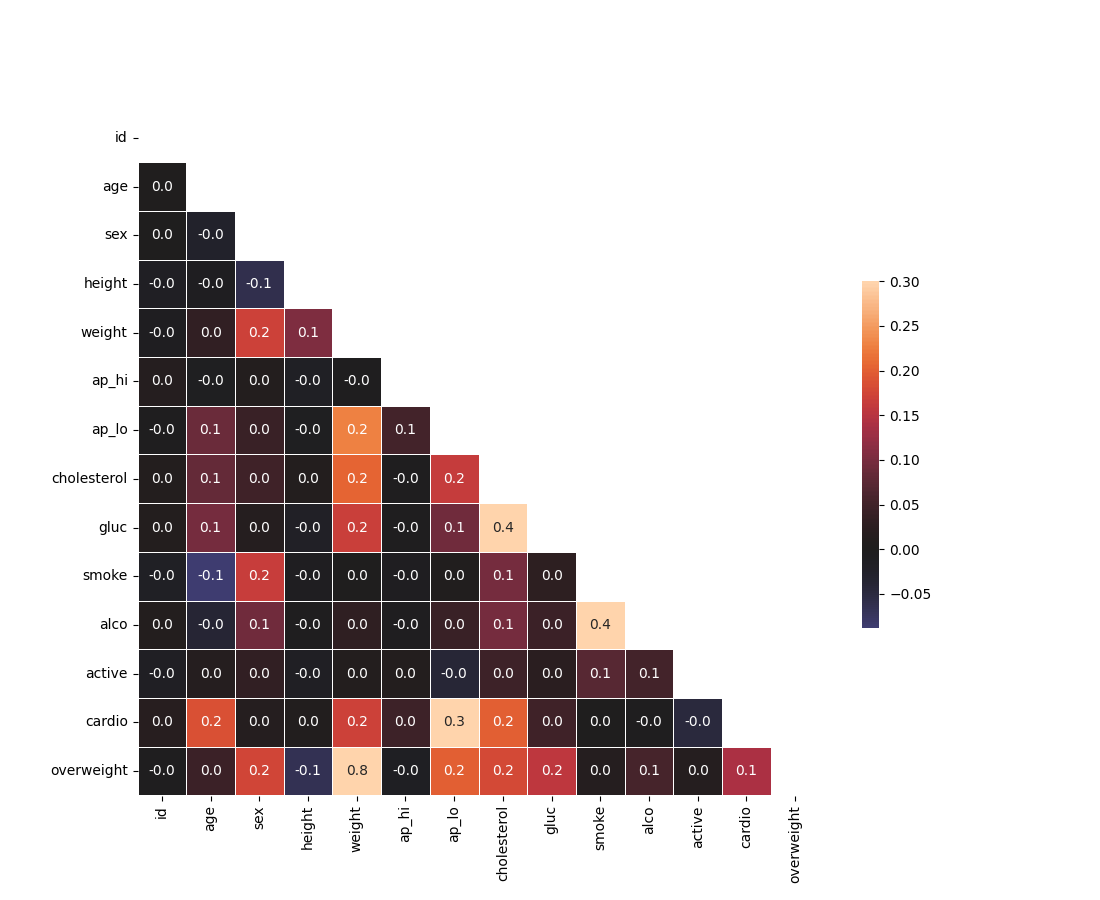 id
age 0.0
sex 0.0 -0.0
height -0.0 -0.0 -0.1
weight -0.0 0.0 0.2 0.1
ap_hi 0.0 -0.0 0.0 -0.0 -0.0
ap_lo -0.0 0.1 0.0 -0.0 0.2 0.1
cholesterol 0.0 0.1 0.0 0.0 0.2 -0.0 0.2
gluc 0.0 0.1 0.0 -0.0 0.2 -0.0 0.1 0.4
smoke -0.0 -0.1 0.2 -0.0 0.0 -0.0 0.0 0.1 0.0
alco 0.0 -0.0 0.1 -0.0 0.0 -0.0 0.0 0.1 0.0 0.4
active -0.0 0.0 0.0 -0.0 0.0 0.0 -0.0 0.0 0.0 0.1 0.1
cardio 0.0 0.2 0.0 0.0 0.2 0.0 0.3 0.2 0.0 0.0 -0.0 -0.0
overweight -0.0 0.0 0.2 -0.1 0.8 -0.0 0.2 0.2 0.2 0.0 0.1 0.0 0.1
id age sex height weight ap_hi ap_lo cholesterol gluc smoke alco active cardio overweight
0.30
0.25
0.20
0.15
0.10
0.05
0.00
−0.05